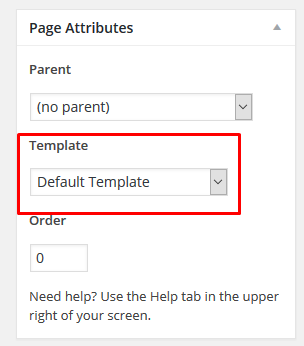 Page Attributes
Parent
(no parent)
Template
Default Template
Order
0
Need help? Use the Help tab in the upper
right of your screen.